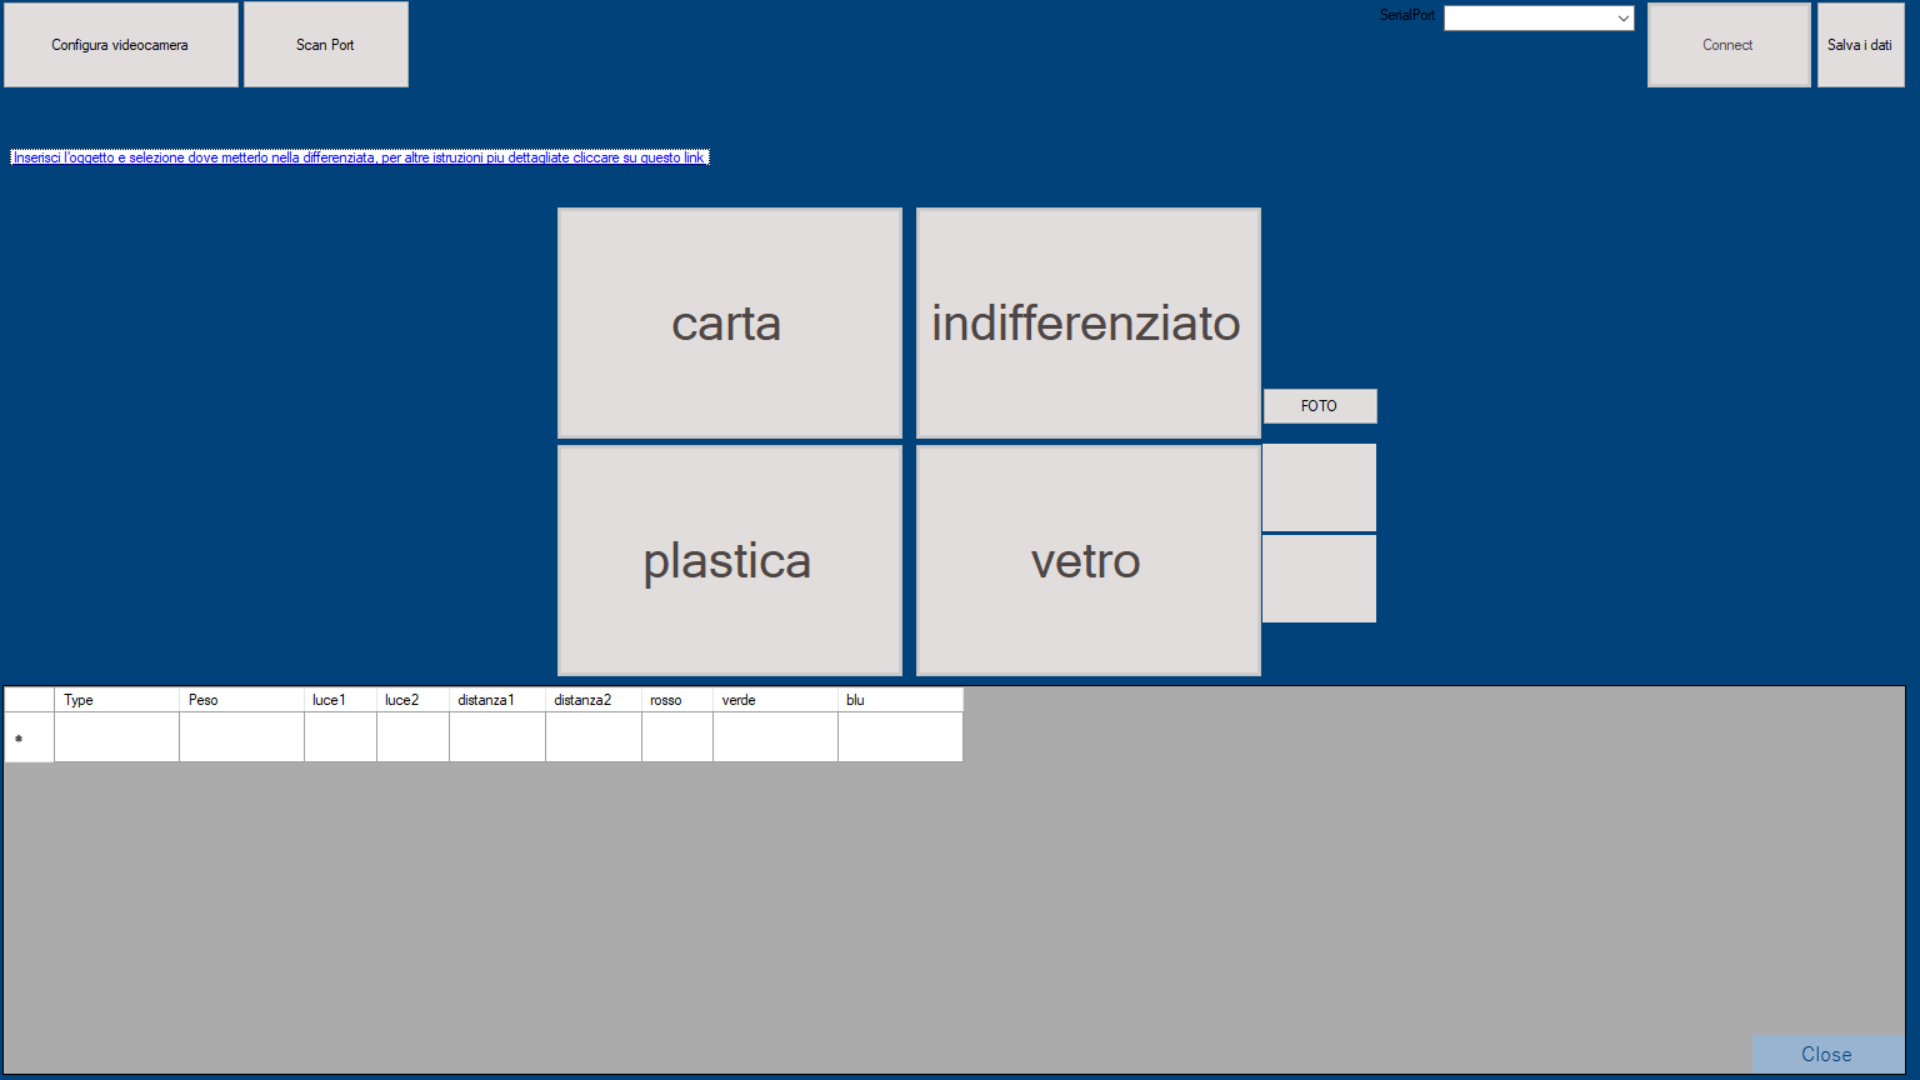 Configura videocamera
Scan Port
SerialPort
Connect
Salva i dati
Inserisci l'oggetto e selezione dove metterlo nella differenziata, per altre istruzioni piu dettagliate cliccare su questo link
carta
indifferenziato
FOTO
plastica
vetro
Type Peso luce1 luce2 distanza1 distanza2 rosso verde blu
Close